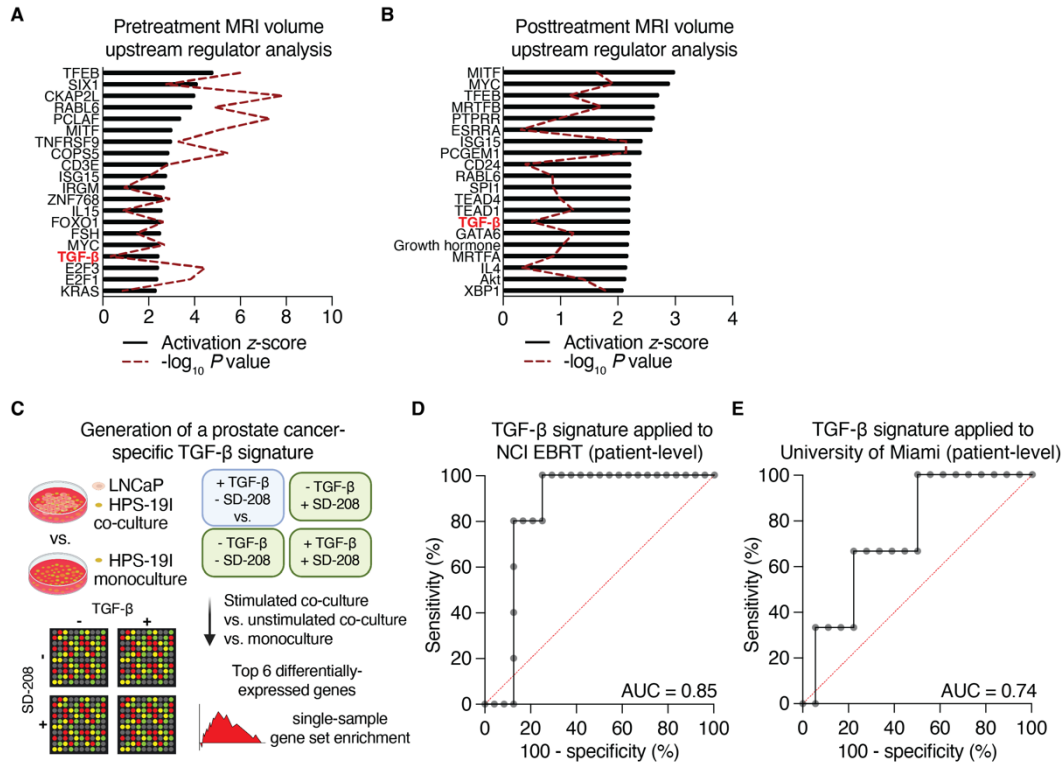 A
Pretreatment MRI volume
upstream regulator analysis
TFEB
SIX1
CKAP2L
RABL6
PCLAF
MITF
TNFRSF9
COPS5
CD3E
ISG15
IRGM
ZNF768
IL15
FOXO1
FSH
MYC
TGF-β
E2F3
E2F1
KRAS
0 2 4 6 8 10
Activation z-score
-log10 P value
B
Posttreatment MRI volume
upstream regulator analysis
MITF
MYC
TFEB
MRTFB
PTPRR
ESRRA
ISG15
PCGEM1
CD24
RABL6
SPI1
TEAD4
TEAD1
TGF-β
GATA6
Growth hormone
MRTFA
IL4
Akt
XBP1
0 1 2 3 4
Activation z-score
-log10 P value
C
Generation of a prostate cancer-
specific TGF-β signature
LNCaP
HPS-19I
co-culture
vs.
HPS-19I
monoculture
+ TGF-β
- SD-208
vs.
- TGF-β
+ SD-208
- TGF-β
- SD-208
+ TGF-β
+ SD-208
TGF-β
- +
SD-208
-
+
Stimulated co-culture
vs. unstimulated co-culture
vs. monoculture
Top 6 differentially-
expressed genes
single-sample
gene set enrichment
D
TGF-β signature applied to
NCI EBRT (patient-level)
Sensitivity (%)
100
80
60
40
20
0
0 20 40 60 80 100
AUC = 0.85
100 - specificity (%)
E
TGF-β signature applied to
University of Miami (patient-level)
Sensitivity (%)
100
80
60
40
20
0
0 20 40 60 80 100
AUC = 0.74
100 - specificity (%)